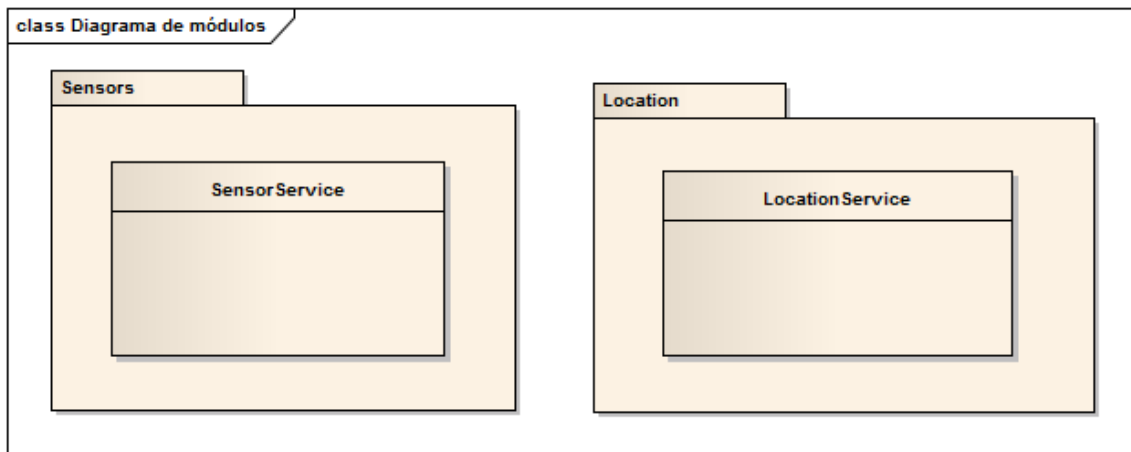 class Diagrama de módulos
Sensors
SensorService
Location
LocationService